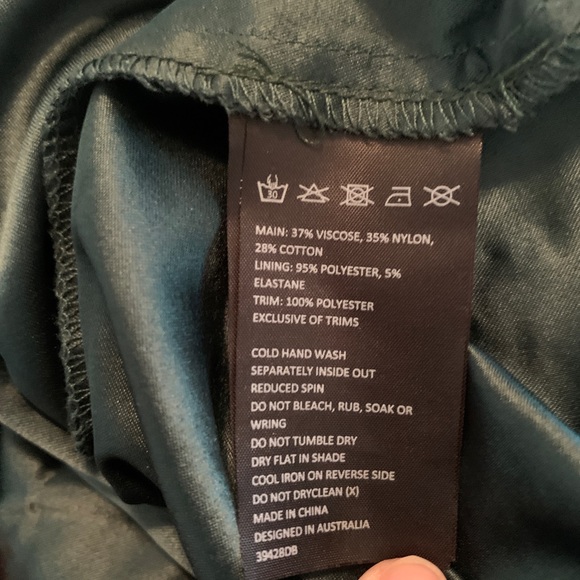 30
MAIN: 37% VISCOSE, 35% NYLON,
28% COTTON
LINING: 95% POLYESTER, 5%
ELASTANE
TRIM: 100% POLYESTER
EXCLUSIVE OF TRIMS
COLD HAND WASH
SEPARATELY INSIDE OUT
REDUCED SPIN
DO NOT BLEACH, RUB, SOAK OR
WRING
DO NOT TUMBLE DRY
DRY FLAT IN SHADE
COOL IRON ON REVERSE SIDE
DO NOT DRYCLEAN (X)
MADE IN CHINA
DESIGNED IN AUSTRALIA
39428DB